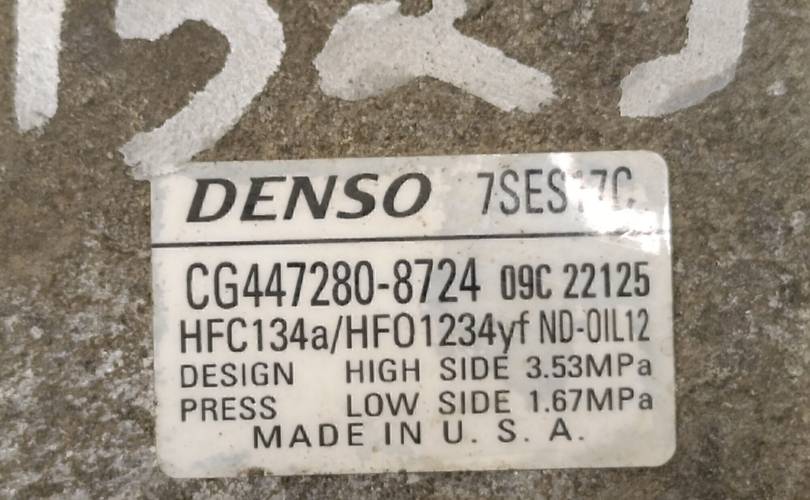 DENSO 7SES17C
CG447280-8724 09C 22125
HFC134a/HFO1234yf ND-OIL12
DESIGN HIGH SIDE 3.53MPa
PRESS LOW SIDE 1.67MPa
MADE IN U. S. A.